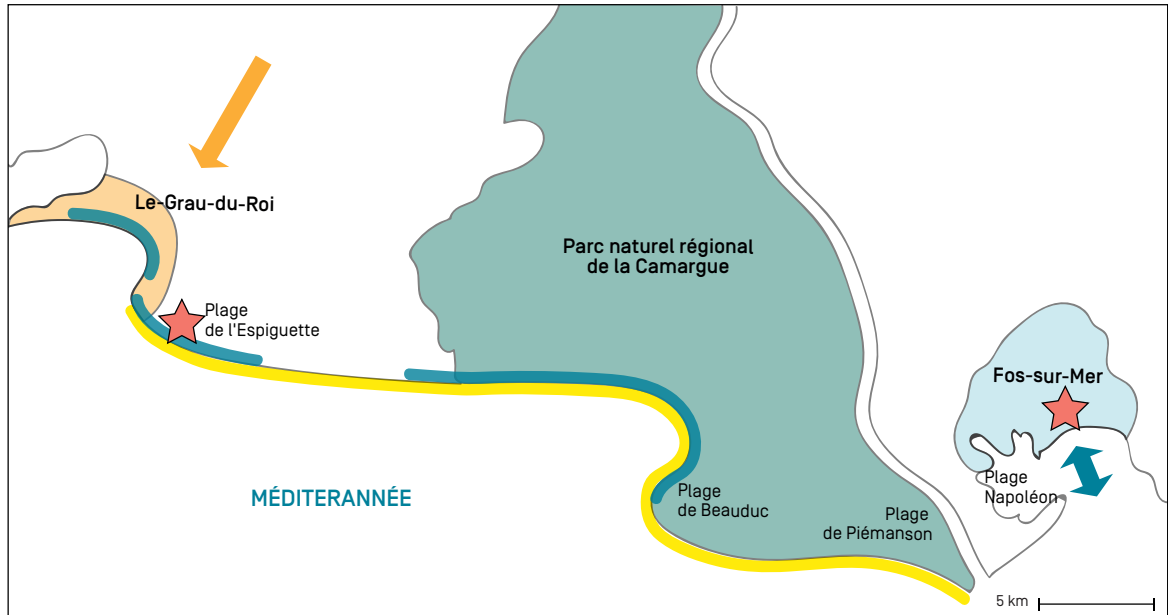 Le-Grau-du-Roi
Plage
de l'Espiguette
Parc naturel régional
de la Camargue
Fos-sur-Mer
Plage
Napoléon
MÉDITERANNÉE
Plage
de Beauduc
Plage
de Piémanson
5 km